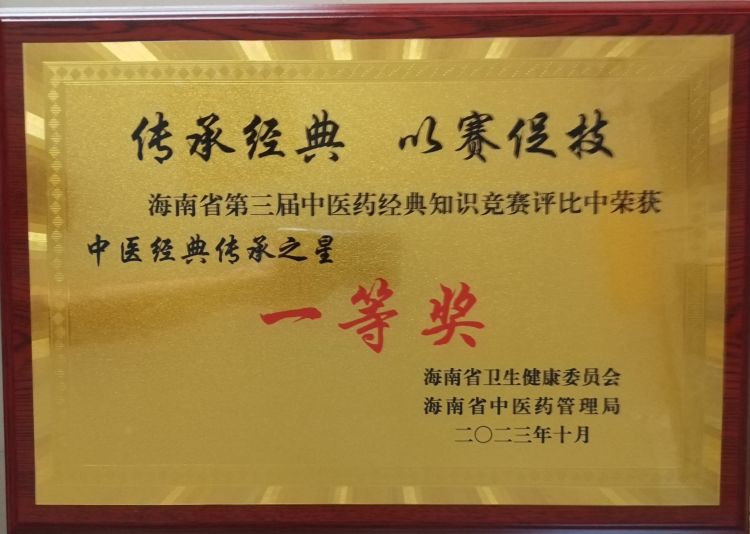 传承经典 以赛促技
海南省第三届中医药经典知识竞赛评比中荣获
中医经典传承之星
一等奖
海南省卫生健康委员会
海南省中医药管理局
二〇二三年十月